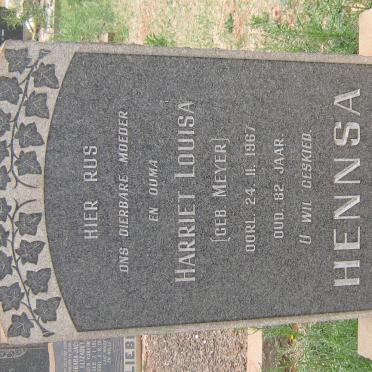 HIER RUS
ONS DIERBARE MOEDER
EN OUMA
HARRIET LOUISA
[GEB MEYER]
OORL. 24. 11. 1967
OUD. 82 JAAR
U WIL GESKIED.
HENNSA
LIEB